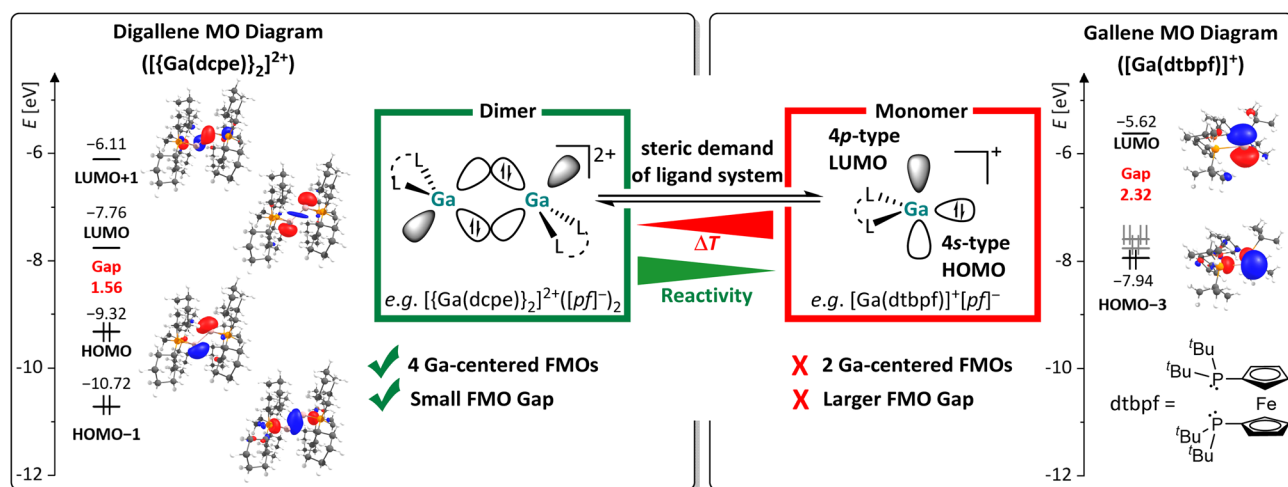 Digallene MO Diagram
([{Ga(dcpe)}₂]²⁺)
E [eV]
-6
-8
-10
-12
−6.11
LUMO+1
−7.76
LUMO
Gap
1.56
−9.32
HOMO
−10.72
HOMO−1
Dimer
2+
L
L
Ga
Ga
L
L
e.g. [{Ga(dcpe)}₂]²⁺([pf]⁻)₂
4 Ga-centered FMOs
Small FMO Gap
steric demand
of ligand system
ΔT
Reactivity
Monomer
4p-type
LUMO
+
L
L
Ga
4s-type
HOMO
e.g. [Ga(dtbpf)]⁺[pf]⁻
X 2 Ga-centered FMOs
X Larger FMO Gap
Gallene MO Diagram
([Ga(dtbpf)]⁺)
E [eV]
-6
-8
-10
-12
−5.62
LUMO
Gap
2.32
−7.94
HOMO−3
dtbpf =
ᵗBu
ᵗBu
P
Fe
P
ᵗBu
ᵗBu